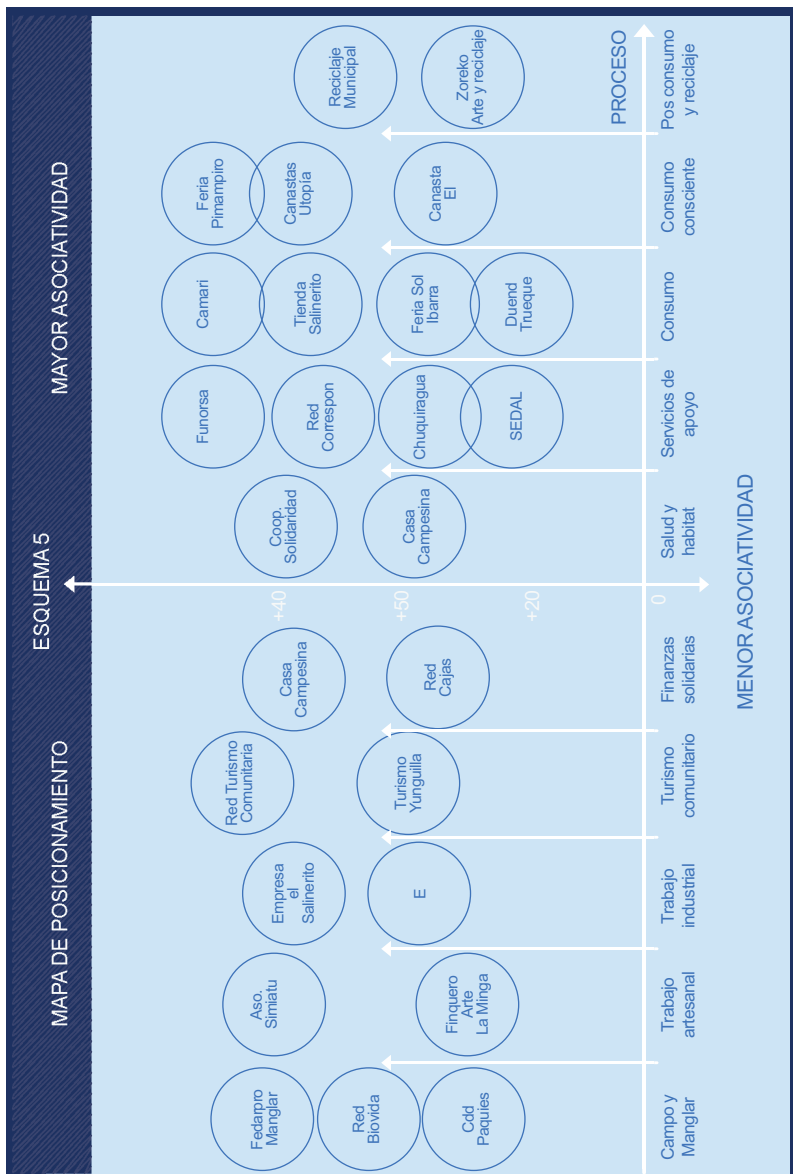 ESQUEMA 5
MAPA DE POSICIONAMIENTO
MAYOR ASOCIATIVIDAD
Fedarpro
Manglar
Red
Biovida
Cdd
Paquies
Aso.
Simiatu
Finquero
Arte
La Minga
Empresa
el
Salinerito
E
Red Turismo
Comunitaria
Turismo
Yunguilla
Casa
Campesina
Red
Cajas
+40
+50
+20
0
Coop.
Solidaridad
Casa
Campesina
Funorsa
Red
Correspon
Chuquiragua
SEDAL
Camari
Tienda
Salinerito
Feria Sol
Ibarra
Duend
Trueque
Feria
Pimampiro
Canastas
Utopía
Canasta
El
Reciclaje
Municipal
Zoreko
Arte y reciclaje
PROCESO
Campo y
Manglar
Trabajo
artesanal
Trabajo
industrial
Turismo
comunitario
Finanzas
solidarias
Salud y
habitat
Servicios de
apoyo
Consumo
Consumo
consciente
Pos consumo
y reciclaje
MENOR ASOCIATIVIDAD